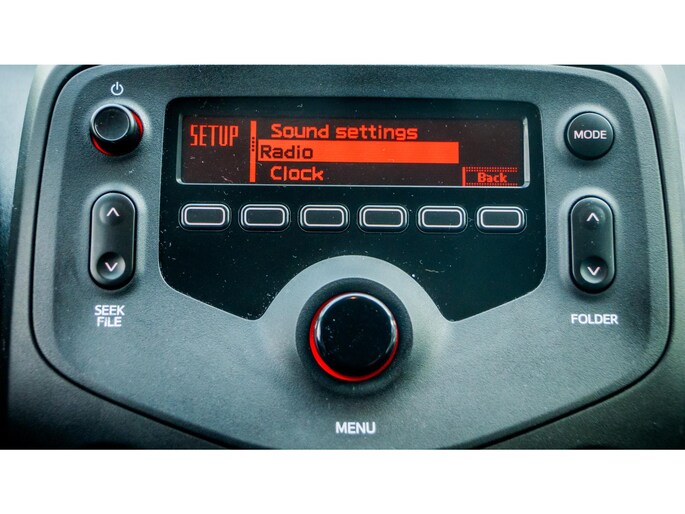 SETUP
Sound settings
Radio
Clock
Back
MODE
SEEK
FILE
FOLDER
MENU